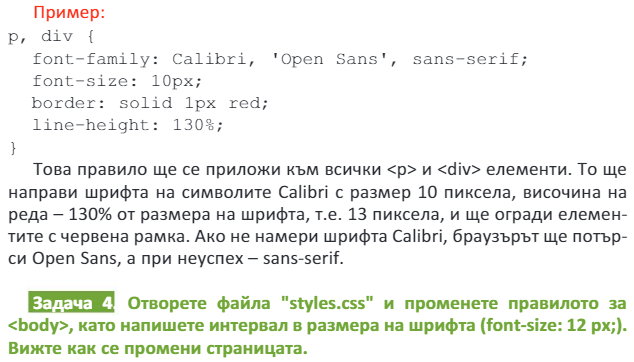 Пример:
p, div {
font-family: Calibri, 'Open Sans', sans-serif;
font-size: 10px;
border: solid 1px red;
line-height: 130%;
}
Това правило ще се приложи към всички <p> и <div> елементи. То ще
направи шрифта на символите Calibri с размер 10 пиксела, височина на
реда – 130% от размера на шрифта, т.е. 13 пиксела, и ще огради елемен-
тите с червена рамка. Ако не намери шрифта Calibri, браузърът ще потър-
си Open Sans, а при неуспех – sans-serif.
Задача 4. Отворете файла "styles.css" и променете правилото за
<body>, като напишете интервал в размера на шрифта (font-size: 12 px;).
Вижте как се промени страницата.